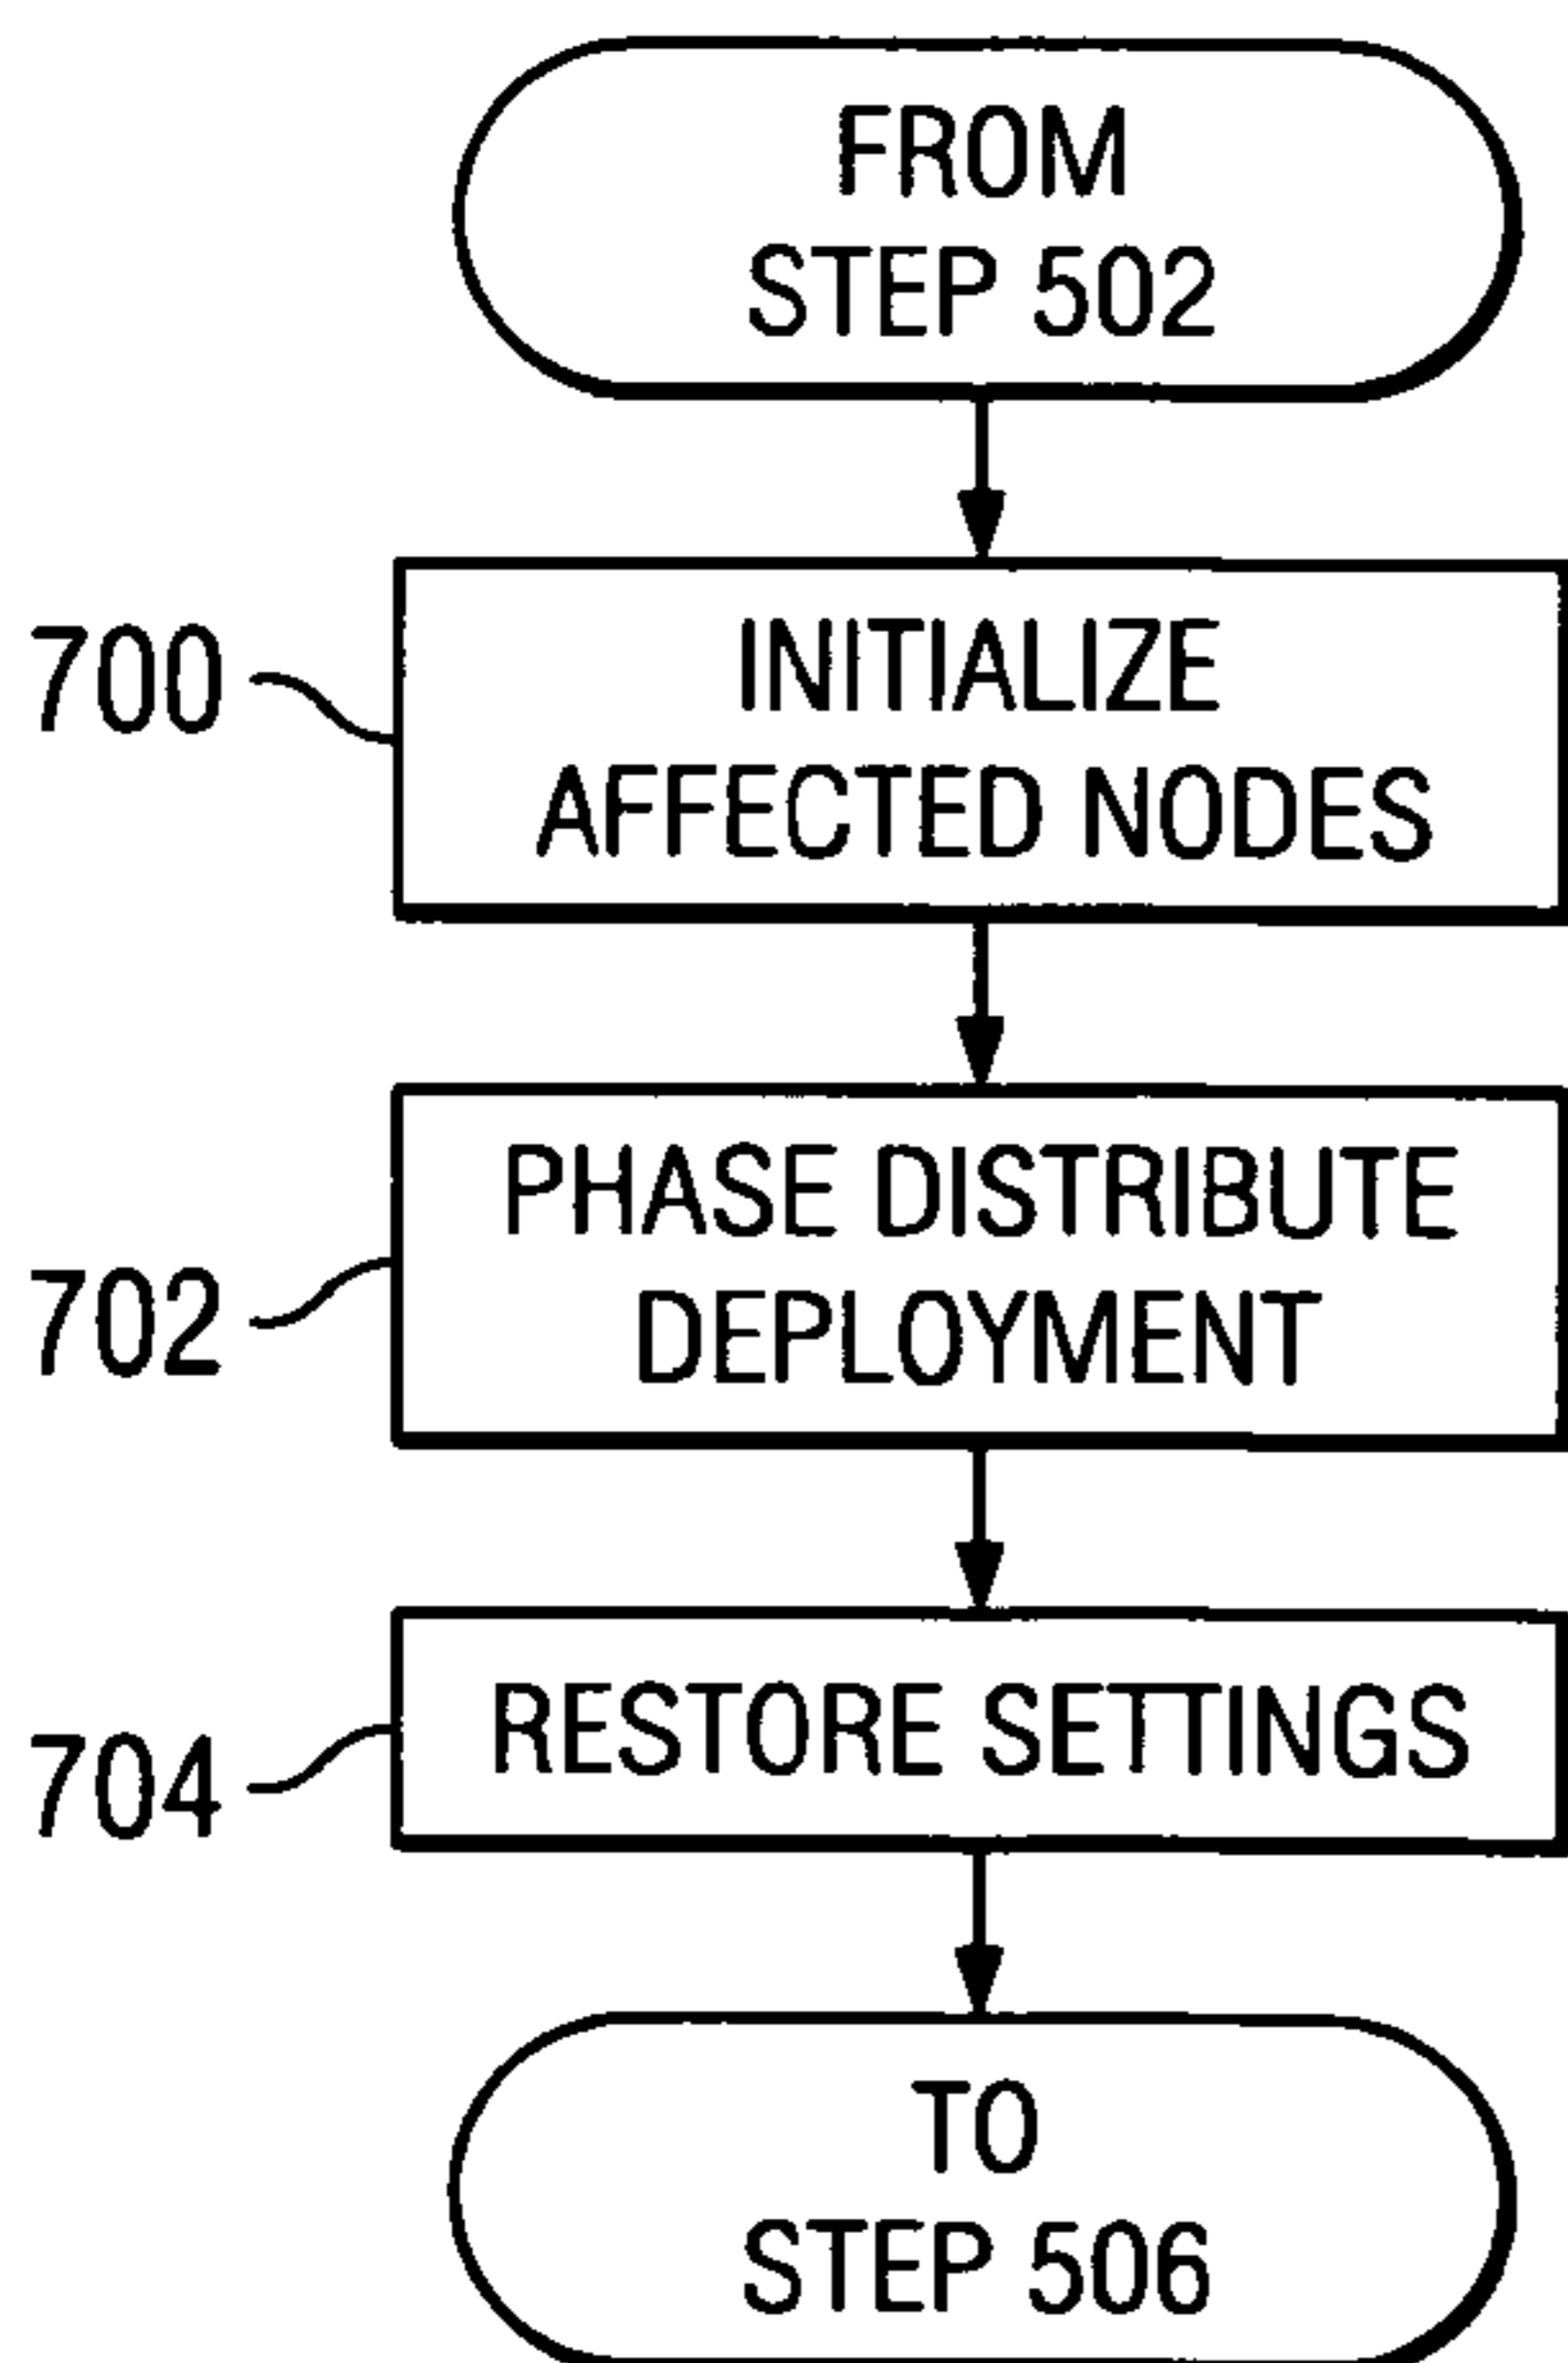 FROM
STEP 502
700
INITIALIZE
AFFECTED NODES
702
PHASE DISTRIBUTE
DEPLOYMENT
704
RESTORE SETTINGS
TO
STEP 506